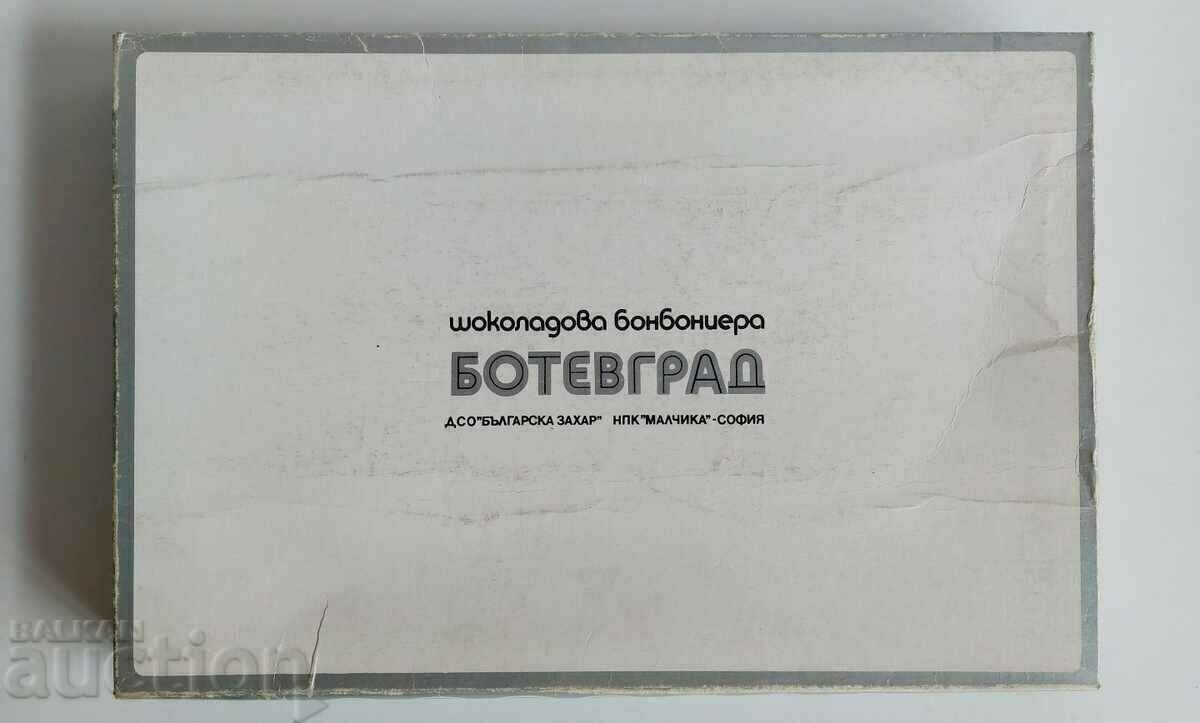 шоколадова бонбониера
БОТЕВГРАД
ДСО"БЪЛГАРСКА ЗАХАР" НПК"МАЛЧИКА"-СОФИЯ
BALKAN
auction